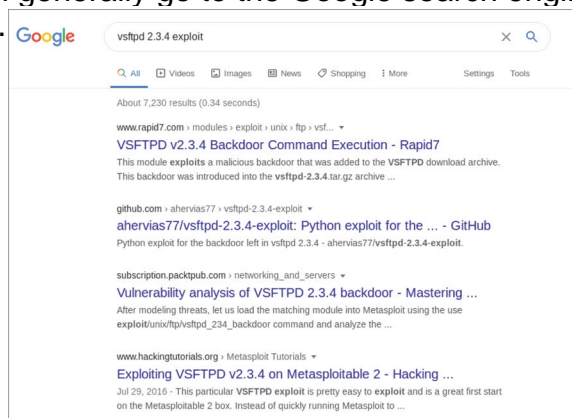 generally go to the Google search engi
Google
vsftpd 2.3.4 exploit
All Videos Images News Shopping More Settings Tools
About 7,230 results (0.34 seconds)
www.rapid7.com › modules › exploit › unix › ftp › vsf...
VSFTPD v2.3.4 Backdoor Command Execution - Rapid7
This module exploits a malicious backdoor that was added to the VSFTPD download archive.
This backdoor was introduced into the vsftpd-2.3.4.tar.gz archive ...
github.com › ahervias77 › vsftpd-2.3.4-exploit
ahervias77/vsftpd-2.3.4-exploit: Python exploit for the ... - GitHub
Python exploit for the backdoor left in vsftpd 2.3.4 - ahervias77/vsftpd-2.3.4-exploit.
subscription.packtpub.com › networking_and_servers
Vulnerability analysis of VSFTPD 2.3.4 backdoor - Mastering ...
After modeling threats, let us load the matching module into Metasploit using the use
exploit/unix/ftp/vsftpd_234_backdoor command and analyze the ...
www.hackingtutorials.org › Metasploit Tutorials
Exploiting VSFTPD v2.3.4 on Metasploitable 2 - Hacking ...
Jul 29, 2016 - This particular VSFTPD exploit is pretty easy to exploit and is a great first start
on the Metasploitable 2 box. Instead of quickly running Metasploit to ...